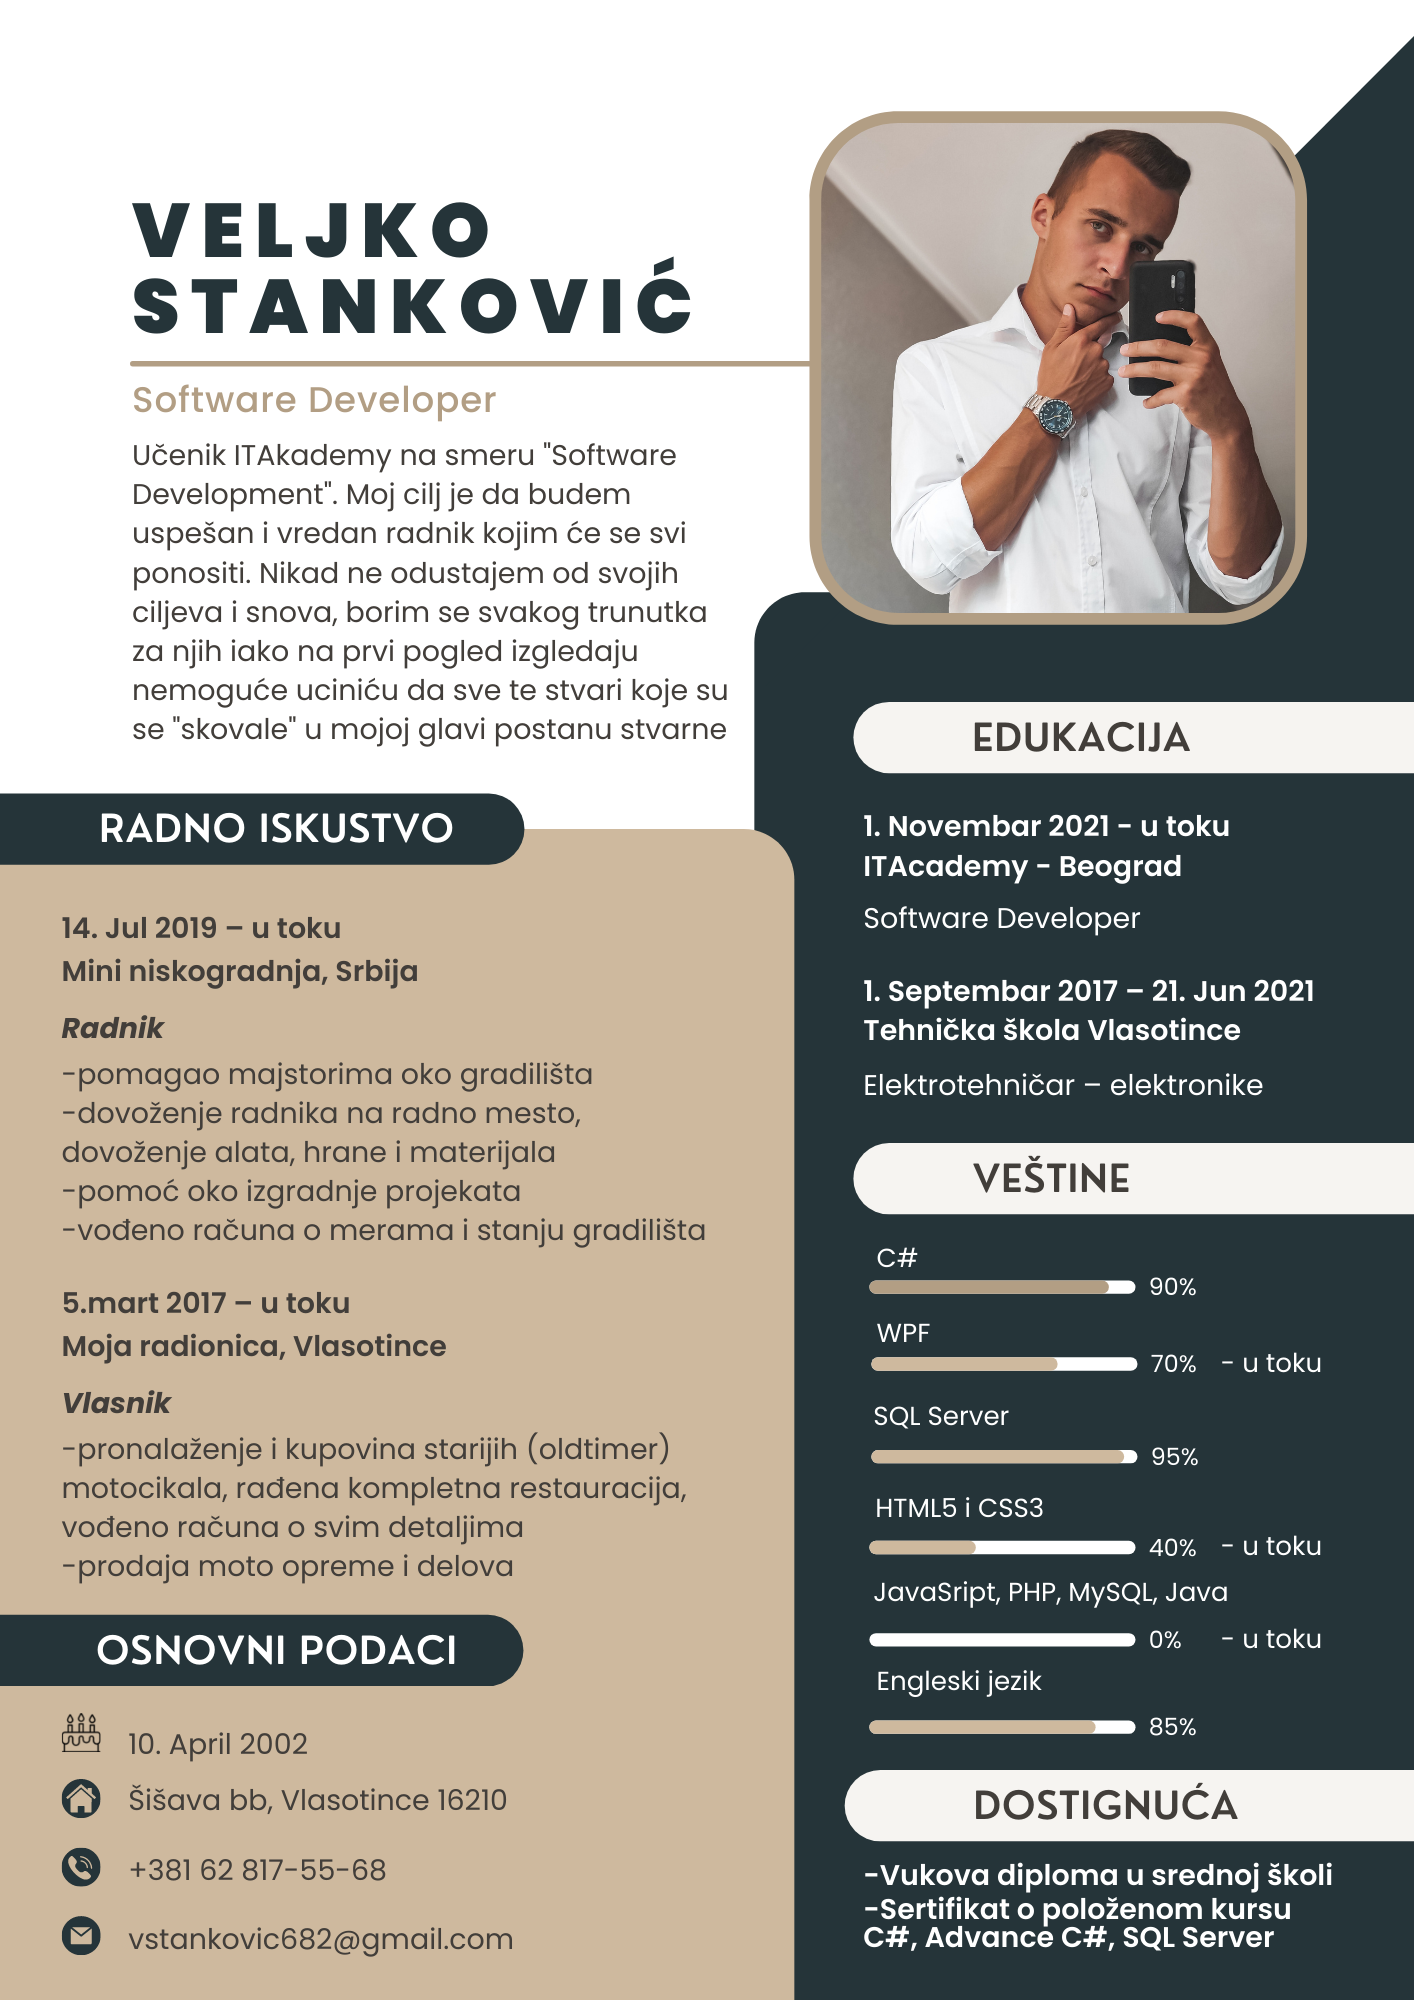 VELJKO
STANKOVIĆ
Software Developer
Učenik ITAkademy na smeru "Software
Development". Moj cilj je da budem
uspešan i vredan radnik kojim će se svi
ponositi. Nikad ne odustajem od svojih
ciljeva i snova, borim se svakog trunutka
za njih iako na prvi pogled izgledaju
nemoguće uciniću da sve te stvari koje su
se "skovale" u mojoj glavi postanu stvarne
RADNO ISKUSTVO
14. Jul 2019 – u toku
Mini niskogradnja, Srbija
Radnik
-pomagao majstorima oko gradilišta
-dovoženje radnika na radno mesto,
dovoženje alata, hrane i materijala
-pomoć oko izgradnje projekata
-vođeno računa o merama i stanju gradilišta
5.mart 2017 – u toku
Moja radionica, Vlasotince
Vlasnik
-pronalaženje i kupovina starijih (oldtimer)
motocikala, rađena kompletna restauracija,
vođeno računa o svim detaljima
-prodaja moto opreme i delova
OSNOVNI PODACI
10. April 2002
Šišava bb, Vlasotince 16210
+381 62 817-55-68
vstankovic682@gmail.com
EDUKACIJA
1. Novembar 2021 - u toku
ITAcademy - Beograd
Software Developer
1. Septembar 2017 – 21. Jun 2021
Tehnička škola Vlasotince
Elektrotehničar – elektronike
VEŠTINE
C#
90%
WPF
70% - u toku
SQL Server
95%
HTML5 i CSS3
40% - u toku
JavaSript, PHP, MySQL, Java
0% - u toku
Engleski jezik
85%
DOSTIGNUĆA
-Vukova diploma u srednoj školi
-Sertifikat o položenom kursu
C#, Advance C#, SQL Server